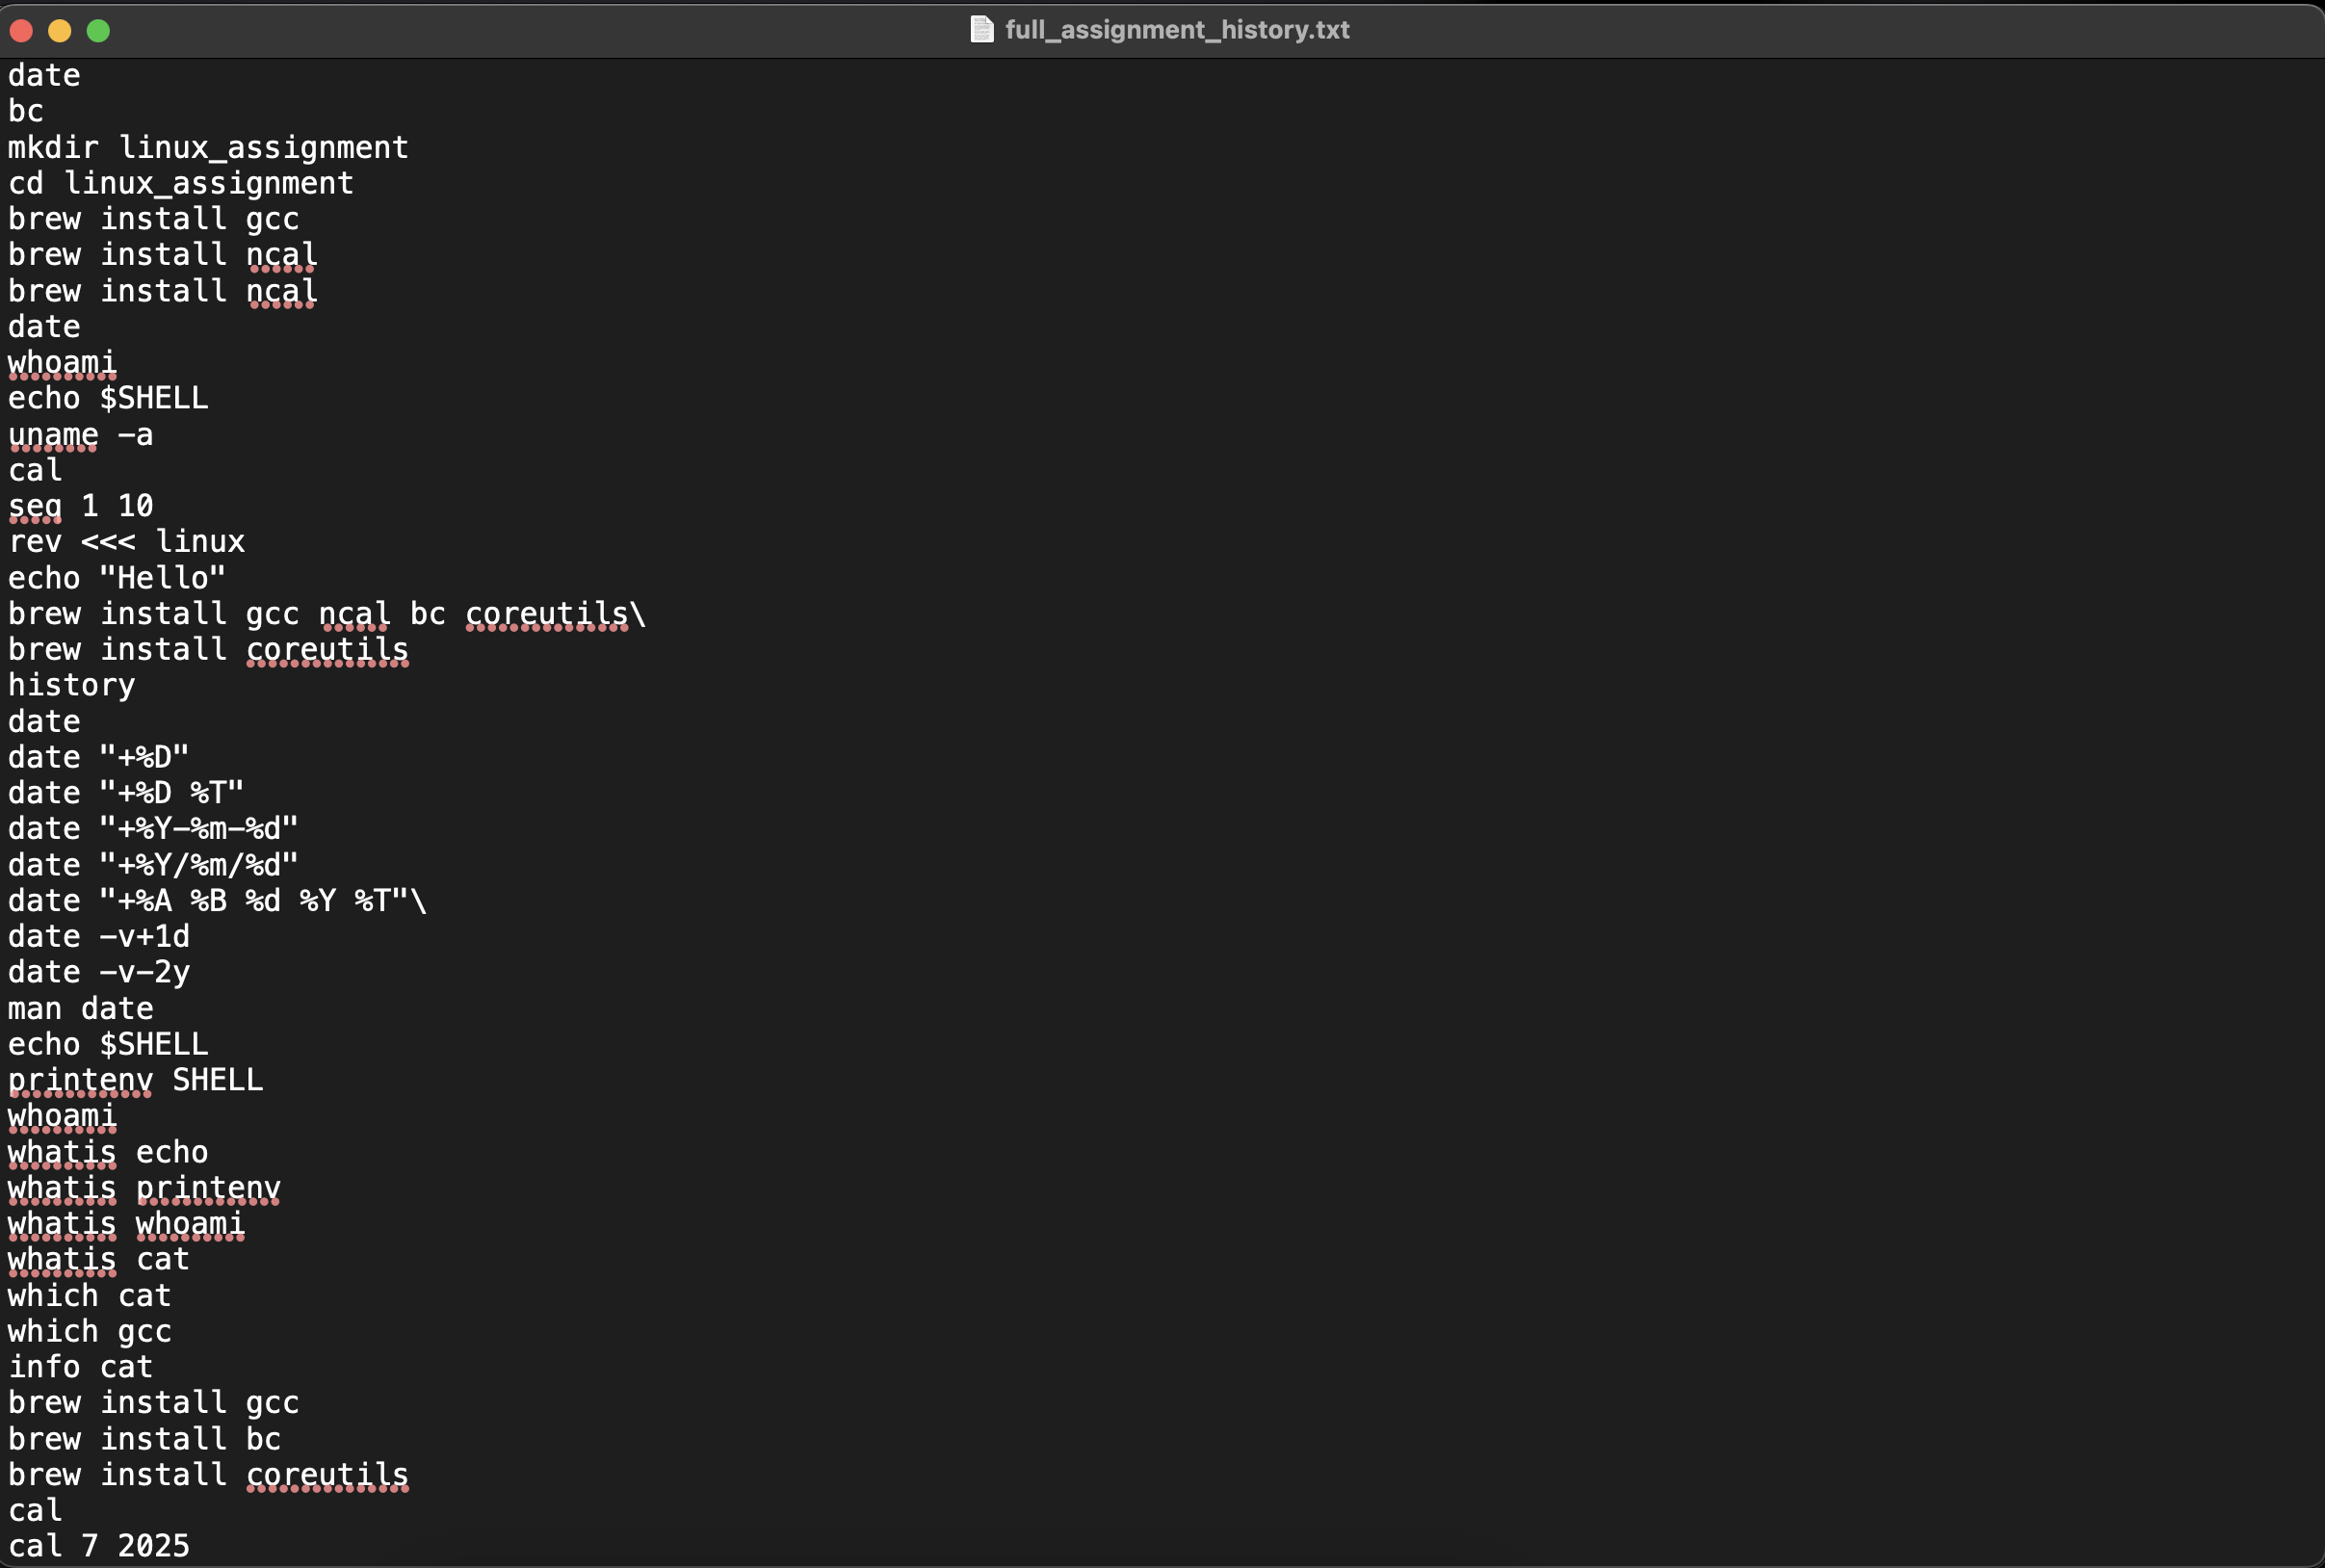 full_assignment_history.txt
date
bc
mkdir linux_assignment
cd linux_assignment
brew install gcc
brew install ncal
brew install ncal
date
whoami
echo $SHELL
uname -a
cal
seq 1 10
rev <<< linux
echo "Hello"
brew install gcc ncal bc coreutils\
brew install coreutils
history
date
date "+%D"
date "+%D %T"
date "+%Y-%m-%d"
date "+%Y/%m/%d"
date "+%A %B %d %Y %T"\
date -v+1d
date -v-2y
man date
echo $SHELL
printenv SHELL
whoami
whatis echo
whatis printenv
whatis whoami
whatis cat
which cat
which gcc
info cat
brew install gcc
brew install bc
brew install coreutils
cal
cal 7 2025